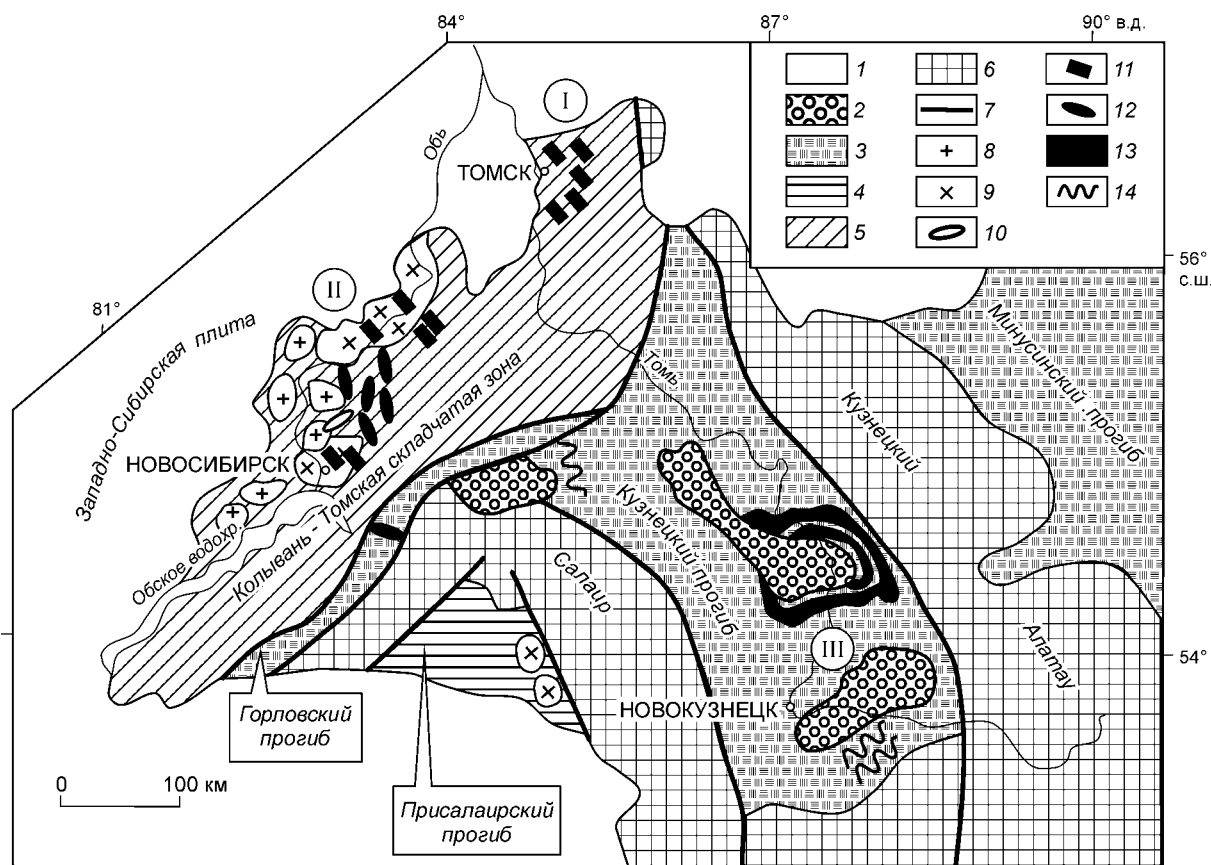 84°
87°
90° в.д.
1
6
11
2
7
12
3
8
13
4
9
14
5
10
I
Обь
ТОМСК
56°
с.ш.
81°
II
Западно-Сибирская плита
Томь
Минусинский прогиб
Кузнецкий
НОВОСИБИРСК
Колывань - Томская складчатая зона
Обское водохр.
Кузнецкий прогиб
Салаир
Алатау
III
54°
НОВОКУЗНЕЦК
Горловский
прогиб
0 100 км
Присалаирский
прогиб